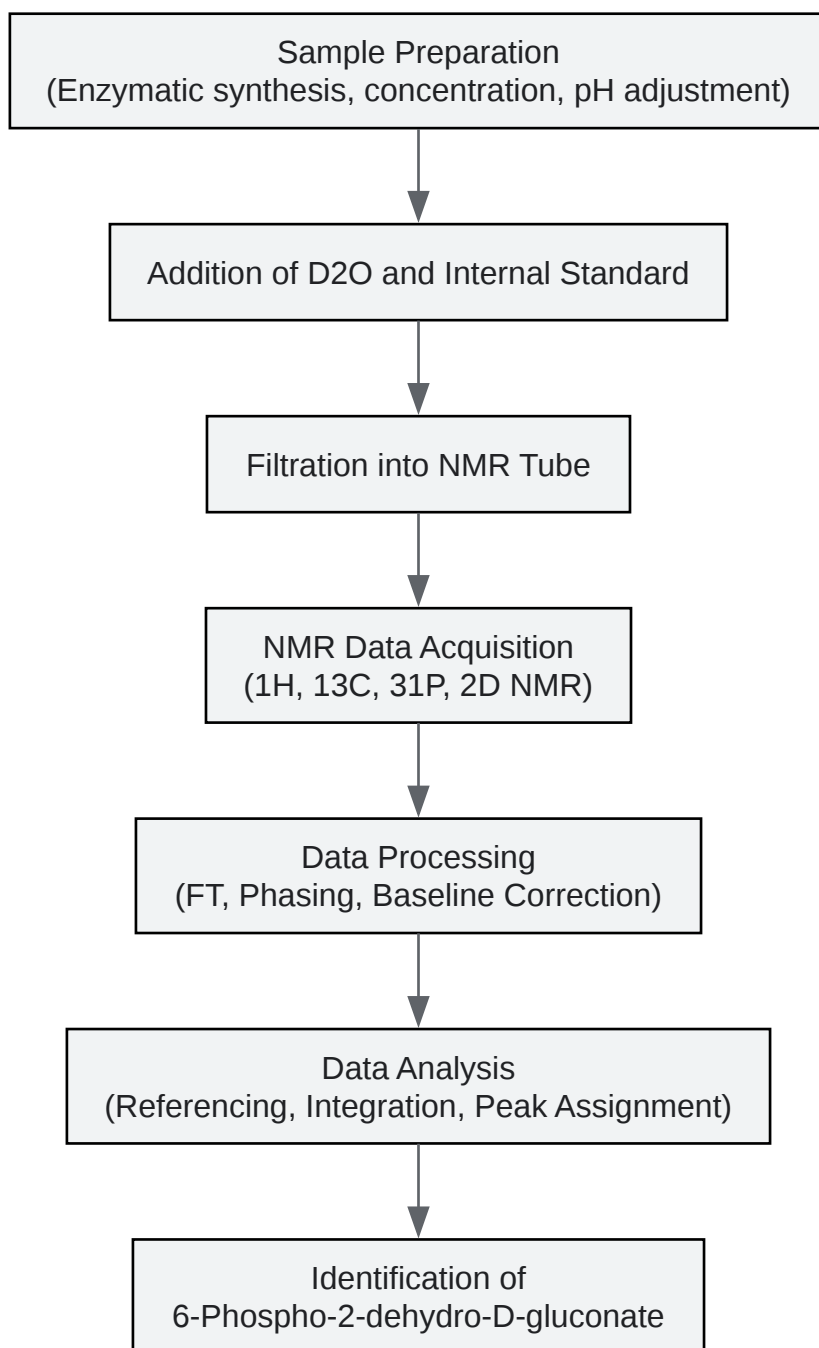 Sample Preparation
(Enzymatic synthesis, concentration, pH adjustment)
Addition of D2O and Internal Standard
Filtration into NMR Tube
NMR Data Acquisition
(1H, 13C, 31P, 2D NMR)
Data Processing
(FT, Phasing, Baseline Correction)
Data Analysis
(Referencing, Integration, Peak Assignment)
Identification of
6-Phospho-2-dehydro-D-gluconate